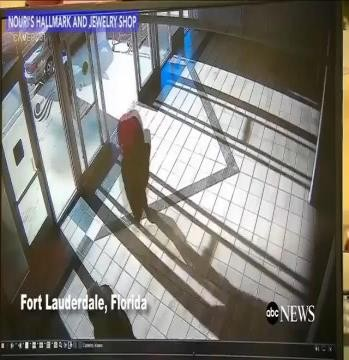 NOURI'S HALLMARK AND JEWELRY SHOP
Fort Lauderdale, Florida
abc NEWS